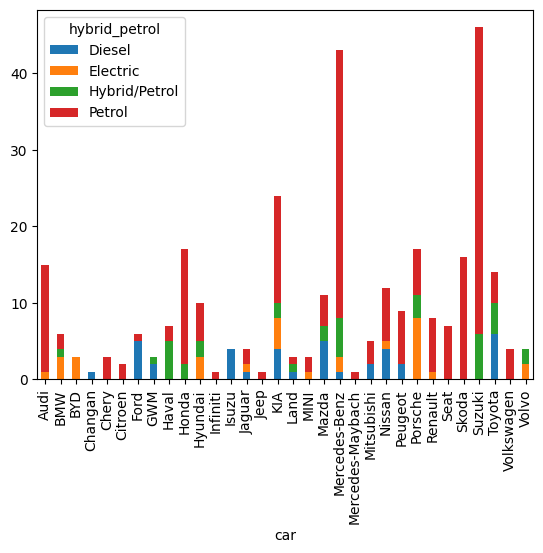 hybrid_petrol
Diesel
Electric
Hybrid/Petrol
Petrol
40
30
20
10
0
Audi
BMW
BYD
Changan
Chery
Citroen
Ford
GWM
Haval
Honda
Hyundai
Infiniti
Isuzu
Jaguar
Jeep
KIA
Land
MINI
Mazda
Mercedes-Benz
Mercedes-Maybach
Mitsubishi
Nissan
Peugeot
Porsche
Renault
Seat
Skoda
Suzuki
Toyota
Volkswagen
Volvo
car